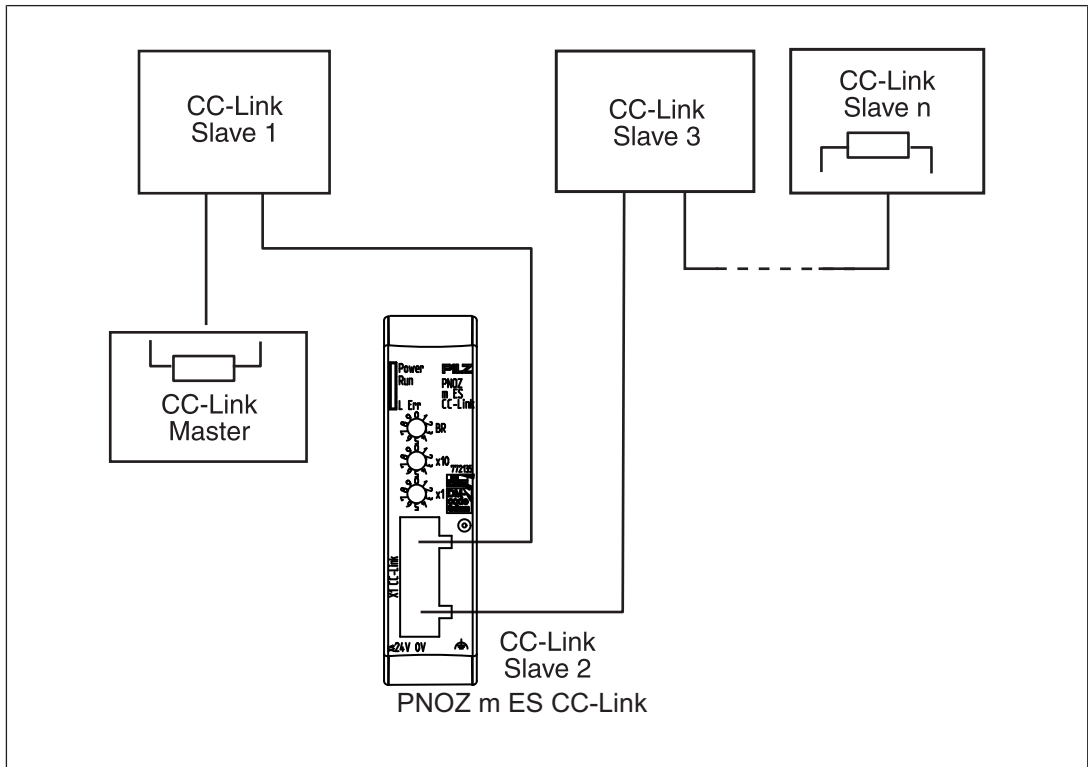 CC-Link
Slave 1
CC-Link
Slave 3
CC-Link
Slave n
CC-Link
Master
Power
Run
L Err
PILZ
PNOZ
m ES
CC-Link
BR
x10
772135
x1
X1 CC-Link
24V 0V
CC-Link
Slave 2
PNOZ m ES CC-Link